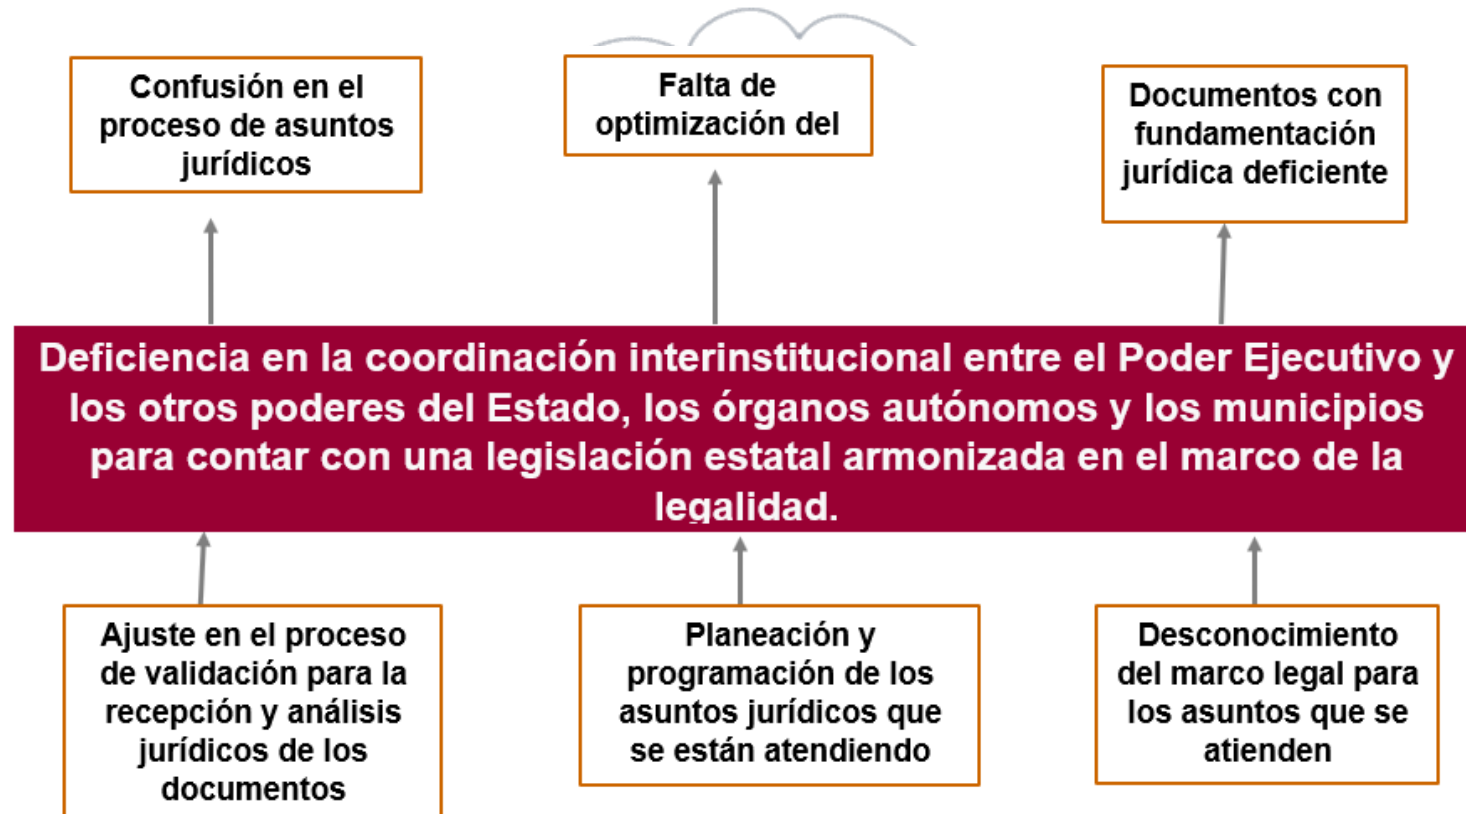 Confusión en el
proceso de asuntos
jurídicos
Falta de
optimización del
Documentos con
fundamentación
jurídica deficiente
Deficiencia en la coordinación interinstitucional entre el Poder Ejecutivo y
los otros poderes del Estado, los órganos autónomos y los municipios
para contar con una legislación estatal armonizada en el marco de la
legalidad.
Ajuste en el proceso
de validación para la
recepción y análisis
jurídicos de los
documentos
Planeación y
programación de los
asuntos jurídicos que
se están atendiendo
Desconocimiento
del marco legal para
los asuntos que se
atienden